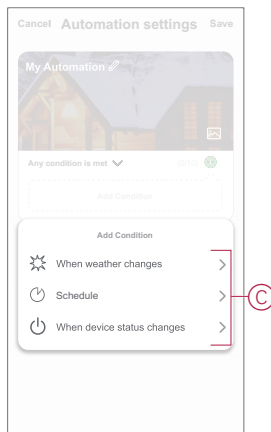 Cancel Automation settings Save
My Automation
Any condition is met
Add Condition
Add Condition
When weather changes
Schedule
When device status changes
C